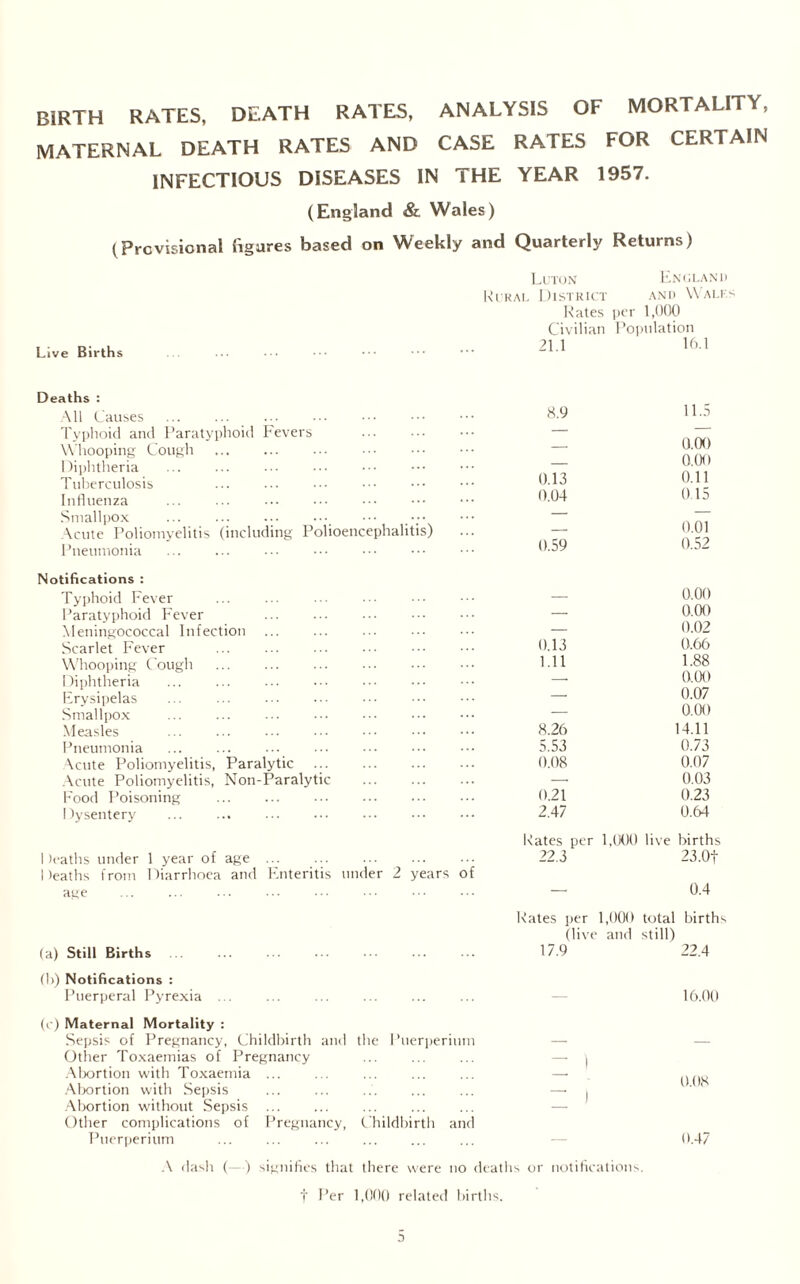 BIRTH RATES, DEATH RATES, ANALYSIS OF MORTALITY,
MATERNAL DEATH RATES AND CASE RATES FOR CERTAIN
INFECTIOUS DISEASES IN THE YEAR 1957.
(England & Wales)
(Provisional figures based on Weekly and Quarterly Returns)
Luton England
Rural District and Wales
Rates per 1,000
Civilian Population
Live Births ... 21.1 16.1
Deaths :
All Causes ... 8.9 11.5
Typhoid and Paratyphoid Fevers ... — —
Whooping Cough ... — 0.00
Diphtheria ... — 0.00
Tuberculosis ... 0.13 0.11
Influenza ... 0.04 0.15
Smallpox ... — —
Acute Poliomyelitis (including Polioencephalitis) ... — 0.01
Pneumonia ... 0.59 0.52
Notifications :
Typhoid Fever ... — 0.00
Paratyphoid Fever ... — 0.00
Meningococcal Infection ... — 0.02
Scarlet Fever ... 0.13 0.66
Whooping Cough ... 1.11 1.88
Diphtheria ... — 0.00
Erysipelas ... — 0.07
Smallpox ... — 0.00
Measles ... 8.26 14.11
Pneumonia ... 5.53 0.73
Acute Poliomyelitis, Paralytic ... 0.08 0.07
Acute Poliomyelitis, Non-Paralytic ... — 0.03
Food Poisoning ... 0.21 0.23
Dysentery ... 2.47 0.64
Rates per 1,000 live births
Deaths under 1 year of age ... 22.3 23.0†
Deaths from Diarrhoea and Enteritis under 2 years of
age ... — 0.4
Rates per 1,000 total births
(live and still)
(a) Still Births ... 17.9 22.4
(b) Notifications :
Puerperal Pyrexia ... — 16.00
(c) Maternal Mortality :
Sepsis of Pregnancy, Childbirth and the Puerperium — —
Other Toxaemias of Pregnancy ... —
Abortion with Toxaemia ... —
Abortion with Sepsis ... — 0.08
Abortion without Sepsis ... —
Other complications of Pregnancy, Childbirth and
Puerperium ... — 0.47
A dash (—) signifies that there were no deaths or notifications.
† Per 1,000 related births.
5